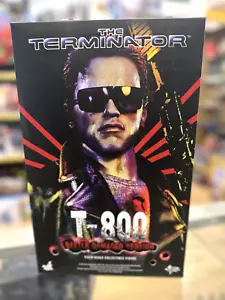 THE
TERMINATOR
T-800
BATTLE DAMAGED VERSION